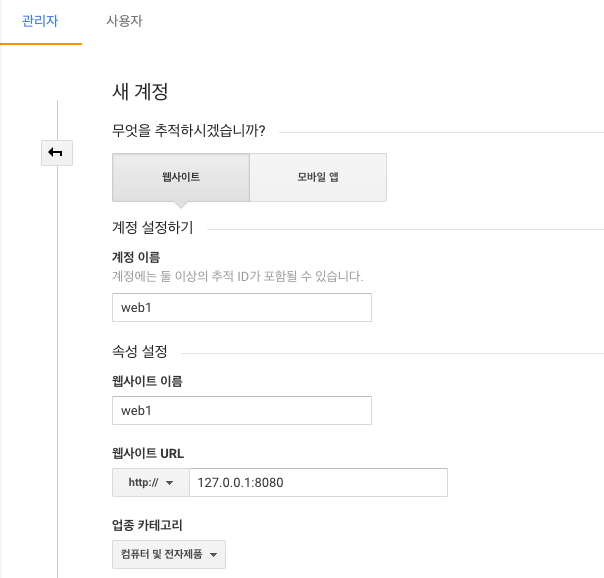 관리자 사용자
새 계정
무엇을 추적하시겠습니까?
웹사이트 모바일 앱
계정 설정하기
계정 이름
계정에는 둘 이상의 추적 ID가 포함될 수 있습니다.
web1
속성 설정
웹사이트 이름
web1
웹사이트 URL
http:// 127.0.0.1:8080
업종 카테고리
컴퓨터 및 전자제품